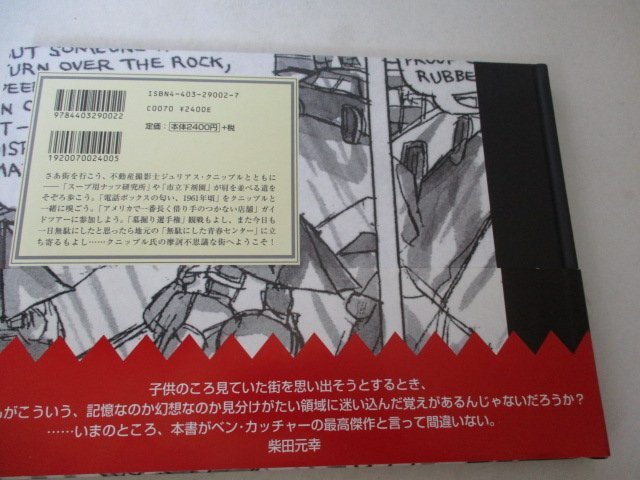 UT SOMEONE
URN OVER THE ROCK,
PROOF
RUBBE
ISBN4-403-29002-7
C0070 ¥2400E
定価:本体2400円+税
9784403290022
1920070024005
さあ街を行こう、不動産撮影士ジュリアス・クニップルとともに
――「スープ用ナッツ研究所」や「市立下剤園」が肩を並べる道を
そぞろ歩こう。「電話ボックスの匂い、1961年頃」をクニップルと
一緒に嗅ごう。「アメリカで一番長く借り手のつかない店舗」ガイ
ドツアーに参加しよう。「墓掘り選手権」観戦もよし、また今日も
一日無駄にしたと思ったら地元の「無駄にした青春センター」に立
ち寄るもよし……クニップル氏の摩訶不思議な街へようこそ!
子供のころ見ていた街を思い出そうとするとき、
がこういう、記憶なのか幻想なのか見分けがたい領域に迷い込んだ覚えがあるんじゃないだろうか?
……いまのところ、本書がベン・カッチャーの最高傑作と言って間違いない。
柴田元幸